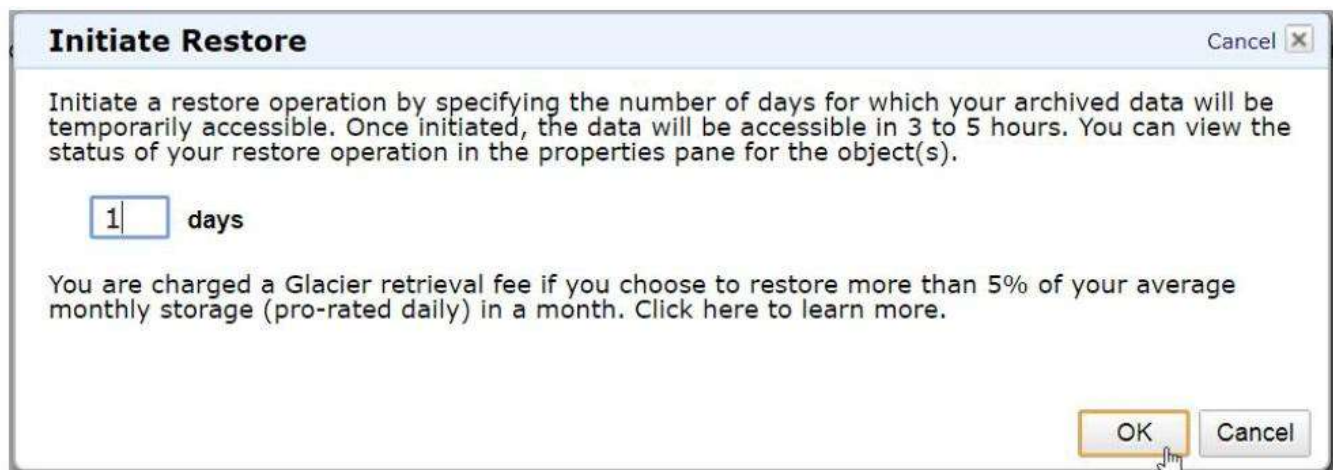 Initiate Restore
Cancel
Initiate a restore operation by specifying the number of days for which your archived data will be
temporarily accessible. Once initiated, the data will be accessible in 3 to 5 hours. You can view the
status of your restore operation in the properties pane for the object(s).
1 days
You are charged a Glacier retrieval fee if you choose to restore more than 5% of your average
monthly storage (pro-rated daily) in a month. Click here to learn more.
OK Cancel